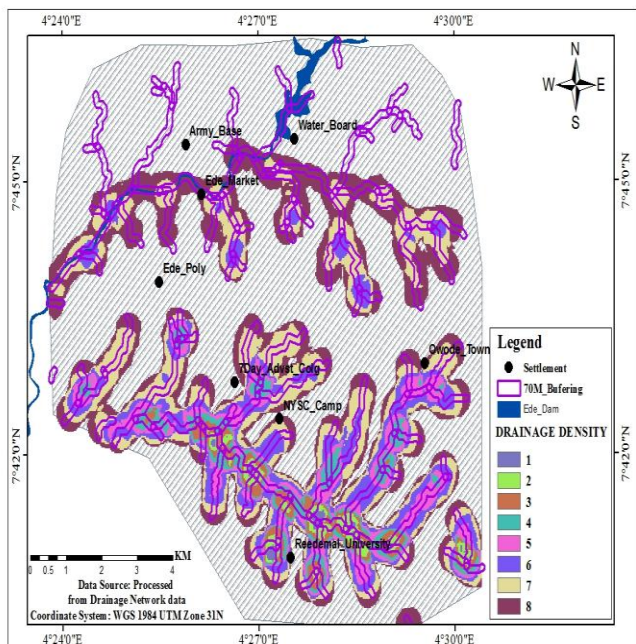 4°24'0"E 4°27'0"E 4°30'0"E
N
W E
S
Water_Board
Army_Base
7°45'0"N 7°45'0"N
Ede_Market
Ede_Poly
Owode_Town
7Day_Advst_Colg
NYSC_Camp
7°42'0"N 7°42'0"N
Reedemal_University
Legend
Settlement
70M_Bufering
Ede_Dam
DRAINAGE DENSITY
1
2
3
4
5
6
7
8
KM
0 0.5 1 2 3 4
Data Source: Processed
from Drainage Network data
Coordinate System: WGS 1984 UTM Zone 31N
4°24'0"E 4°27'0"E 4°30'0"E